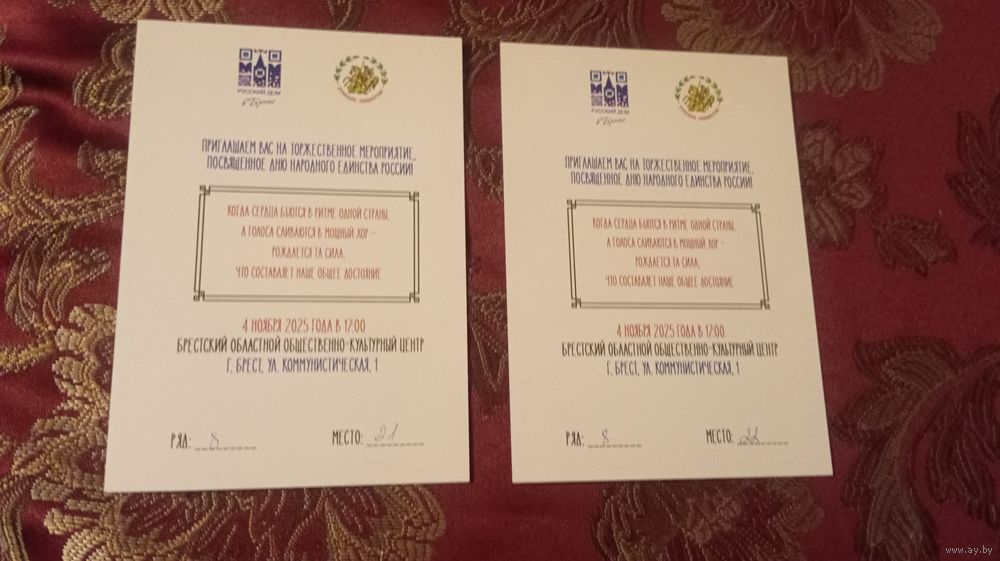 РУССКИЙ ДОМ
в Бресте
ПРИГЛАШАЕМ ВАС НА ТОРЖЕСТВЕННОЕ МЕРОПРИЯТИЕ,
ПОСВЯЩЕННОЕ ДНЮ НАРОДНОГО ЕДИНСТВА РОССИИ!
КОГДА СЕРДЦА БЬЮТСЯ В РИТМЕ ОДНОЙ СТРАНЫ,
А ГОЛОСА СЛИВАЮТСЯ В МОЩНЫЙ ХОР -
РОЖДАЕТСЯ ТА СИЛА,
ЧТО СОСТАВЛЯЕТ НАШЕ ОБЩЕЕ ДОСТОЯНИЕ
4 НОЯБРЯ 2025 ГОДА В 17.00
БРЕСТСКИЙ ОБЛАСТНОЙ ОБЩЕСТВЕННО-КУЛЬТУРНЫЙ ЦЕНТР
Г. БРЕСТ, УЛ. КОММУНИСТИЧЕСКАЯ, 1
РЯД: 8 МЕСТО: 21
РУССКИЙ ДОМ
в Бресте
ПРИГЛАШАЕМ ВАС НА ТОРЖЕСТВЕННОЕ МЕРОПРИЯТИЕ,
ПОСВЯЩЕННОЕ ДНЮ НАРОДНОГО ЕДИНСТВА РОССИИ!
КОГДА СЕРДЦА БЬЮТСЯ В РИТМЕ ОДНОЙ СТРАНЫ,
А ГОЛОСА СЛИВАЮТСЯ В МОЩНЫЙ ХОР -
РОЖДАЕТСЯ ТА СИЛА,
ЧТО СОСТАВЛЯЕТ НАШЕ ОБЩЕЕ ДОСТОЯНИЕ
4 НОЯБРЯ 2025 ГОДА В 17.00
БРЕСТСКИЙ ОБЛАСТНОЙ ОБЩЕСТВЕННО-КУЛЬТУРНЫЙ ЦЕНТР
Г. БРЕСТ, УЛ. КОММУНИСТИЧЕСКАЯ, 1
РЯД: 8 МЕСТО: 22
www.ay.by